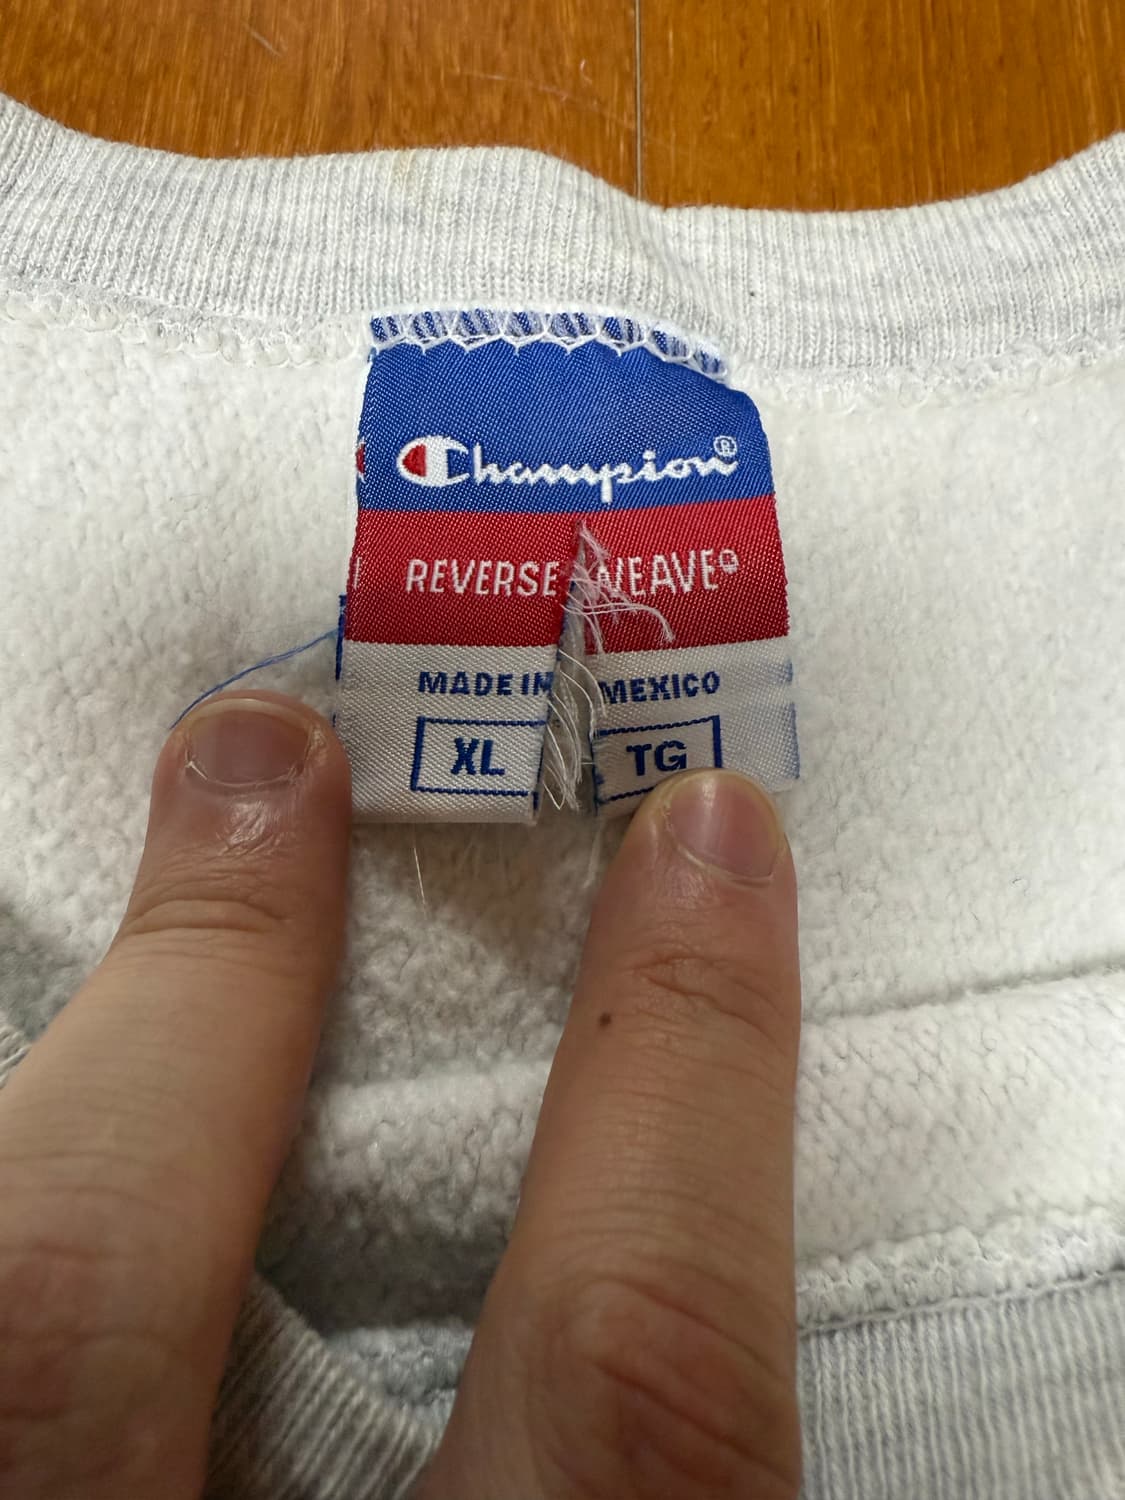 Champion®
REVERSE WEAVE®
MADE IN MEXICO
XL TG